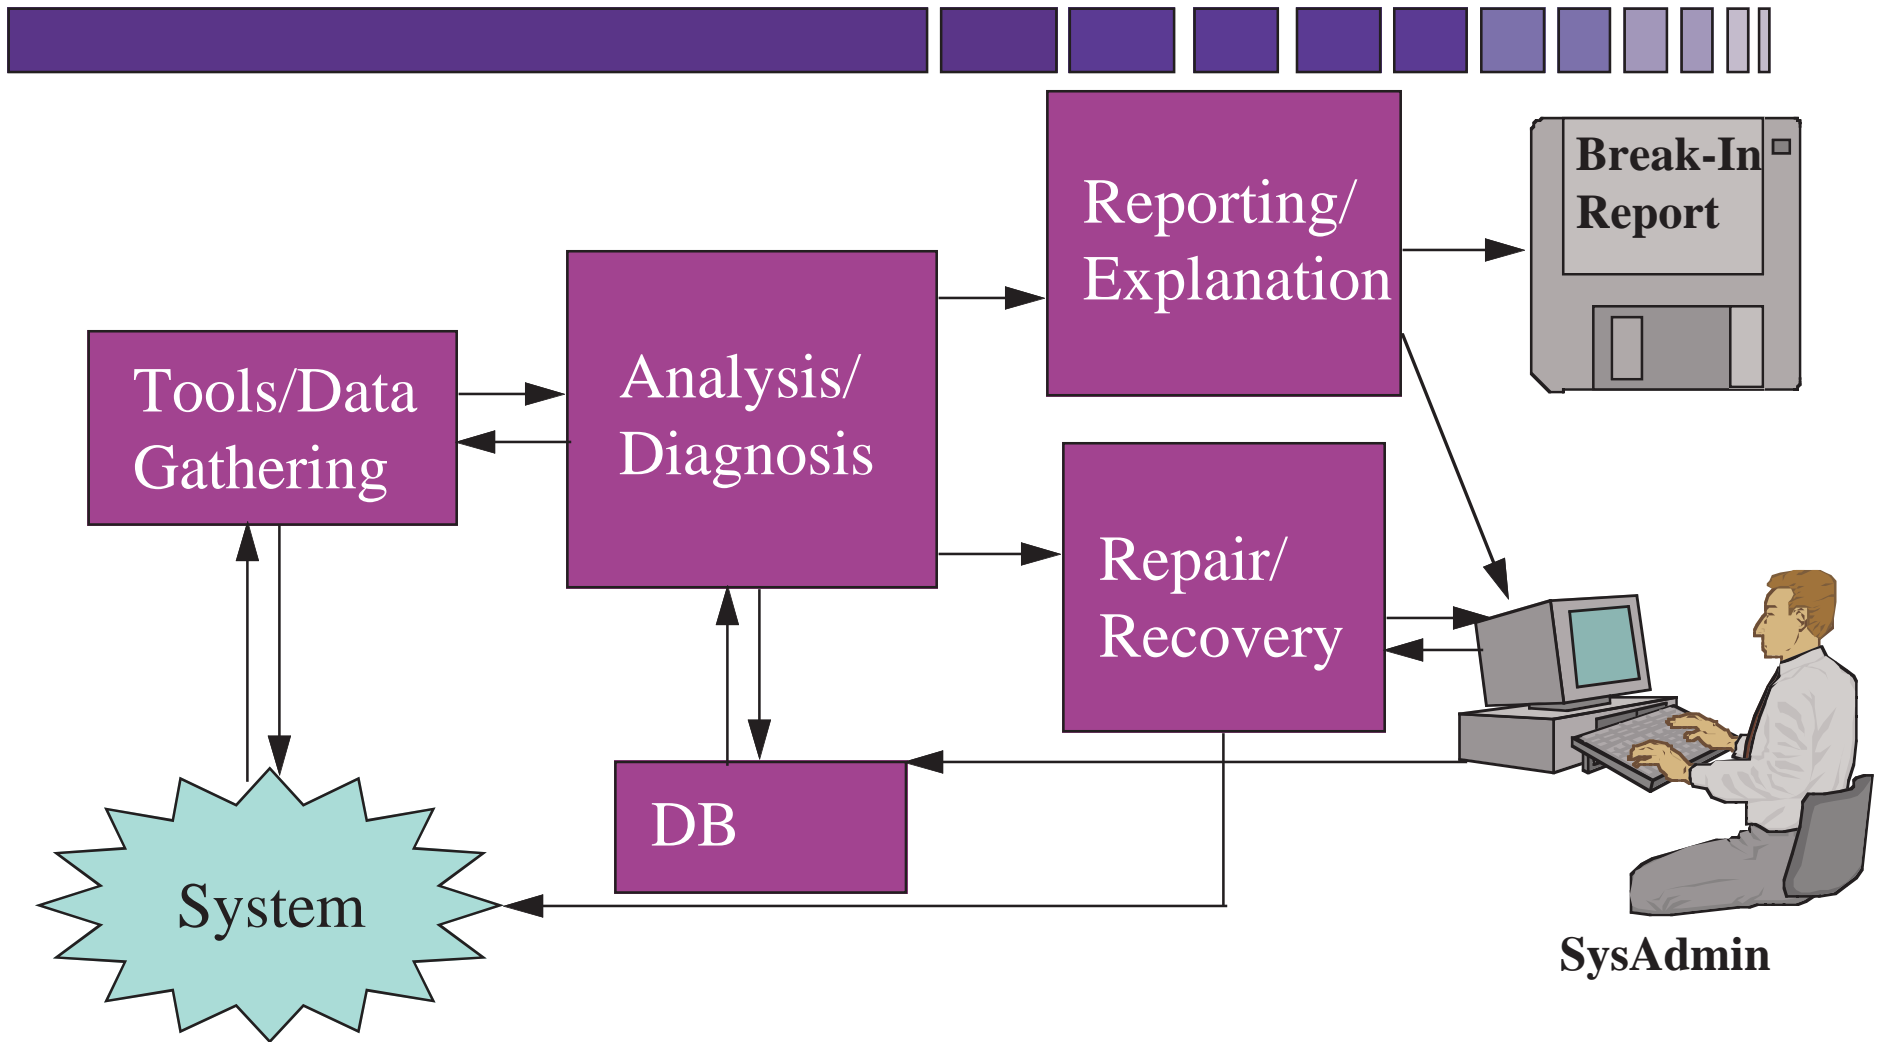 Break-In
Report
Reporting/
Explanation
Analysis/
Diagnosis
Tools/Data
Gathering
Repair/
Recovery
DB
System
SysAdmin